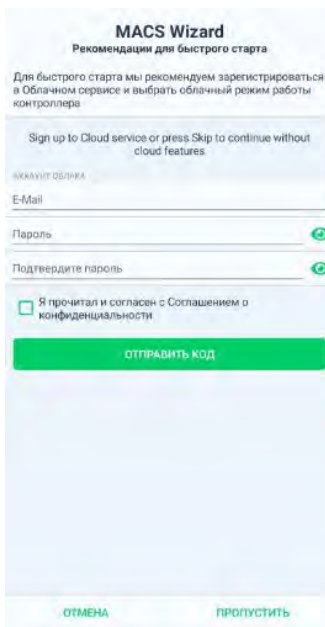 MACS Wizard
Рекомендации для быстрого старта
Для быстрого старта мы рекомендуем зарегистрироваться
в Облачном сервисе и выбрать облачный режим работы
контроллера
Sign up to Cloud service or press Skip to continue without
cloud features
АККАУНТ ОБЛАКА
E-Mail
Пароль
Подтвердите пароль
Я прочитал и согласен с Соглашением о
конфиденциальности
ОТПРАВИТЬ КОД
ОТМЕНА
ПРОПУСТИТЬ